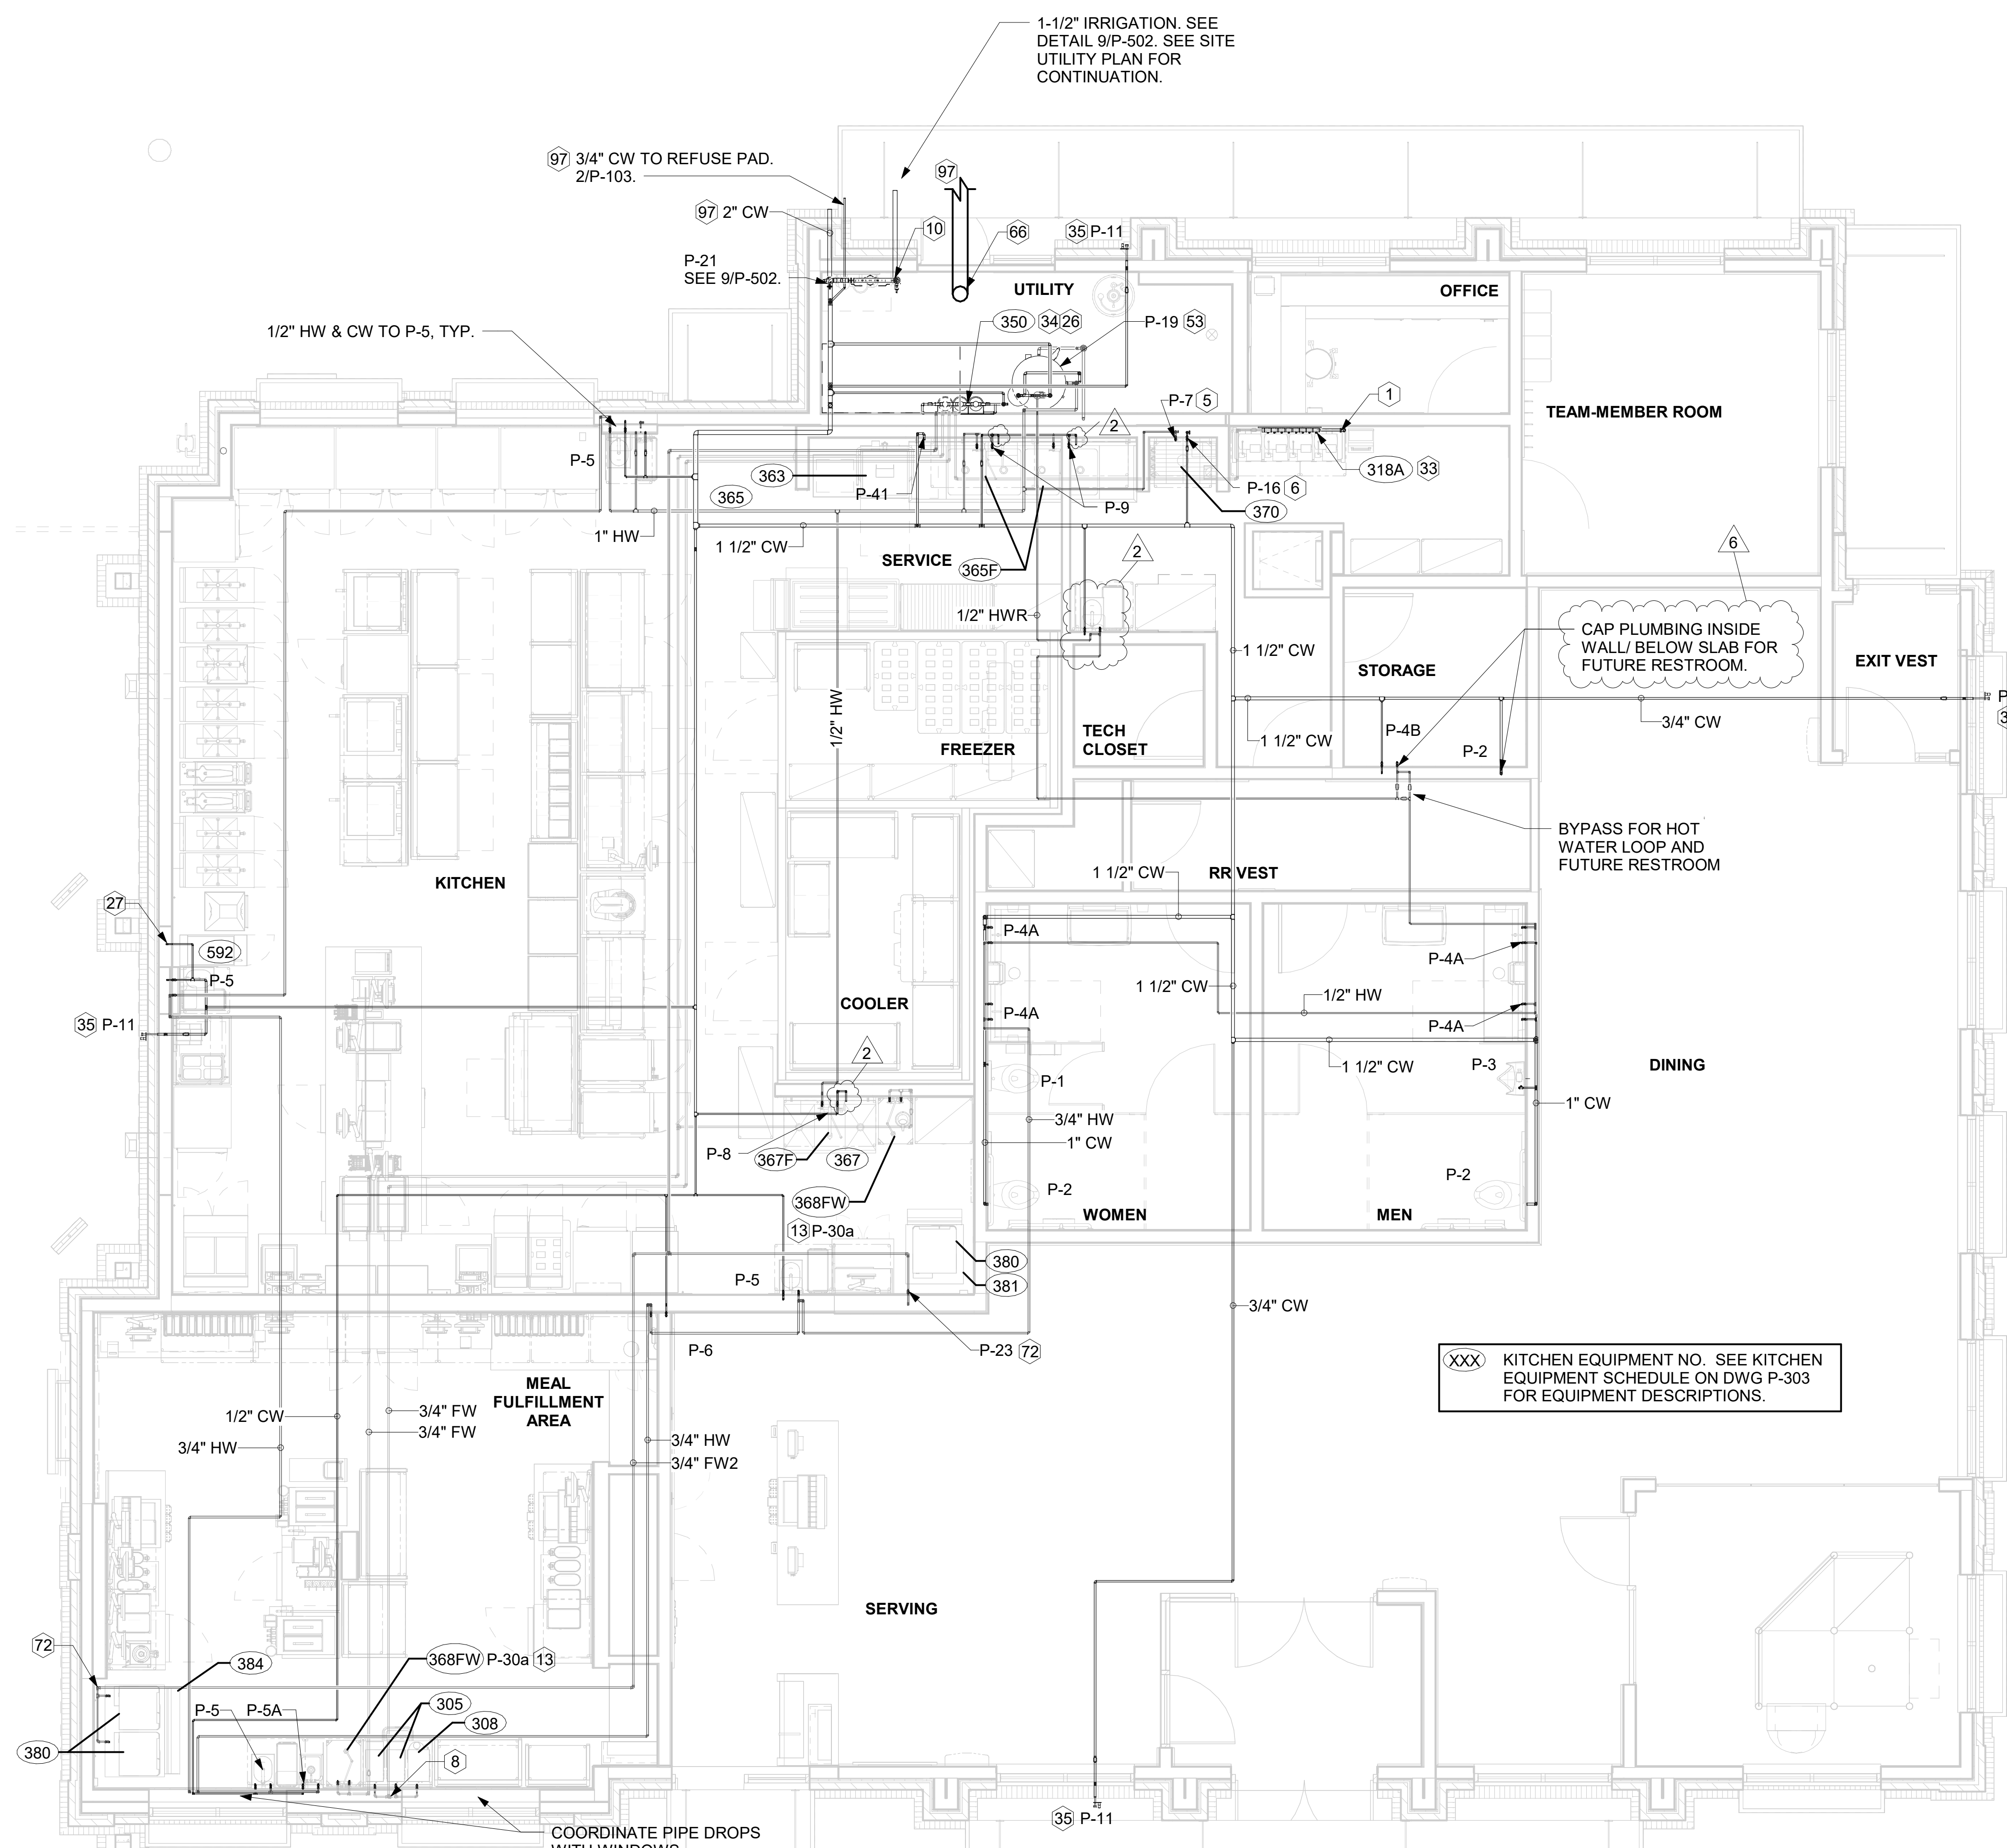 1-1/2" IRRIGATION. SEE
DETAIL 9/P-502. SEE SITE
UTILITY PLAN FOR
CONTINUATION.
97 3/4" CW TO REFUSE PAD.
2/P-103.
97
97 2" CW
10
66
35 P-11
P-21
SEE 9/P-502.
UTILITY
OFFICE
1/2" HW & CW TO P-5, TYP.
350 34 26
P-19 53
1
P-7 5
TEAM-MEMBER ROOM
2
P-5
363
365
P-41
318A 33
P-16 6
P-9
370
1" HW
1 1/2" CW
SERVICE
365F
2
6
1/2" HWR
CAP PLUMBING INSIDE
WALL/ BELOW SLAB FOR
FUTURE RESTROOM.
1 1/2" CW
STORAGE
EXIT VEST
P
3
1/2" HW
FREEZER
TECH
CLOSET
1 1/2" CW
P-4B
P-2
3/4" CW
BYPASS FOR HOT
WATER LOOP AND
FUTURE RESTROOM
KITCHEN
1 1/2" CW
RR VEST
27
592
P-5
P-4A
P-4A
35 P-11
COOLER
P-4A
1 1/2" CW
1/2" HW
P-4A
2
P-1
1 1/2" CW
P-3
DINING
3/4" HW
1" CW
1" CW
P-8
367F
367
P-2
P-2
368FW
WOMEN
MEN
13 P-30a
380
P-5
381
3/4" CW
P-6
P-23 72
XXX KITCHEN EQUIPMENT NO. SEE KITCHEN
EQUIPMENT SCHEDULE ON DWG P-303
FOR EQUIPMENT DESCRIPTIONS.
MEAL
FULFILLMENT
AREA
1/2" CW
3/4" FW
3/4" FW
3/4" HW
3/4" HW
3/4" FW2
SERVING
72
384
368FW P-30a 13
P-5
P-5A
305
308
380
8
35 P-11
COORDINATE PIPE DROPS
WITH WINDOWS